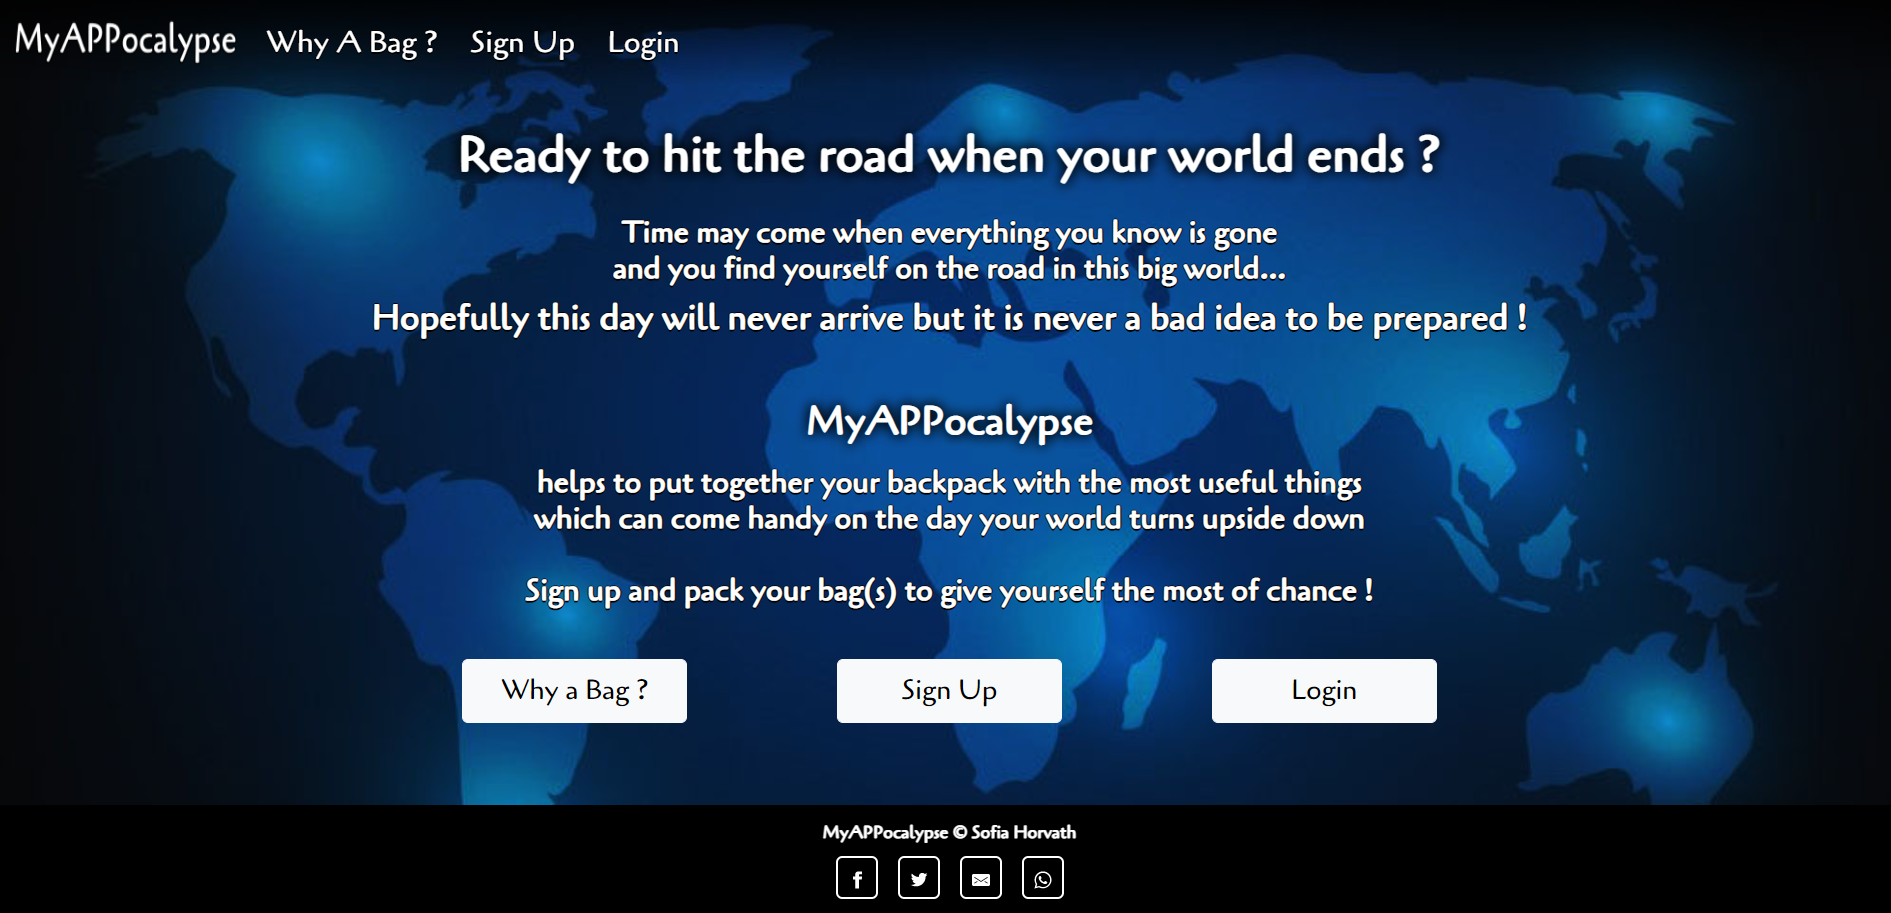 MyAPPocalypse Why A Bag ? Sign Up Login
Ready to hit the road when your world ends ?
Time may come when everything you know is gone
and you find yourself on the road in this big world...
Hopefully this day will never arrive but it is never a bad idea to be prepared !
MyAPPocalypse
helps to put together your backpack with the most useful things
which can come handy on the day your world turns upside down
Sign up and pack your bag(s) to give yourself the most of chance !
Why a Bag ? Sign Up Login
MyAPPocalypse © Sofia Horvath